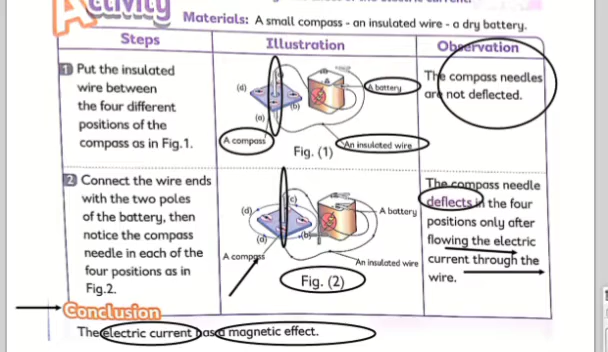 Activity
Materials: A small compass - an insulated wire - a dry battery.
Steps
Illustration
Observation
1 Put the insulated
wire between
the four different
positions of the
compass as in Fig.1.
(d)
(b)
(a)
A battery
A compass
An insulated wire
Fig. (1)
The compass needles
are not deflected.
2 Connect the wire ends
with the two poles
of the battery, then
notice the compass
needle in each of the
four positions as in
Fig.2.
(c)
(d)
(b)
(a)
A battery
A compass
An insulated wire
Fig. (2)
The compass needle
deflects in the four
positions only after
flowing the electric
current through the
wire.
Conclusion
The electric current has a magnetic effect.